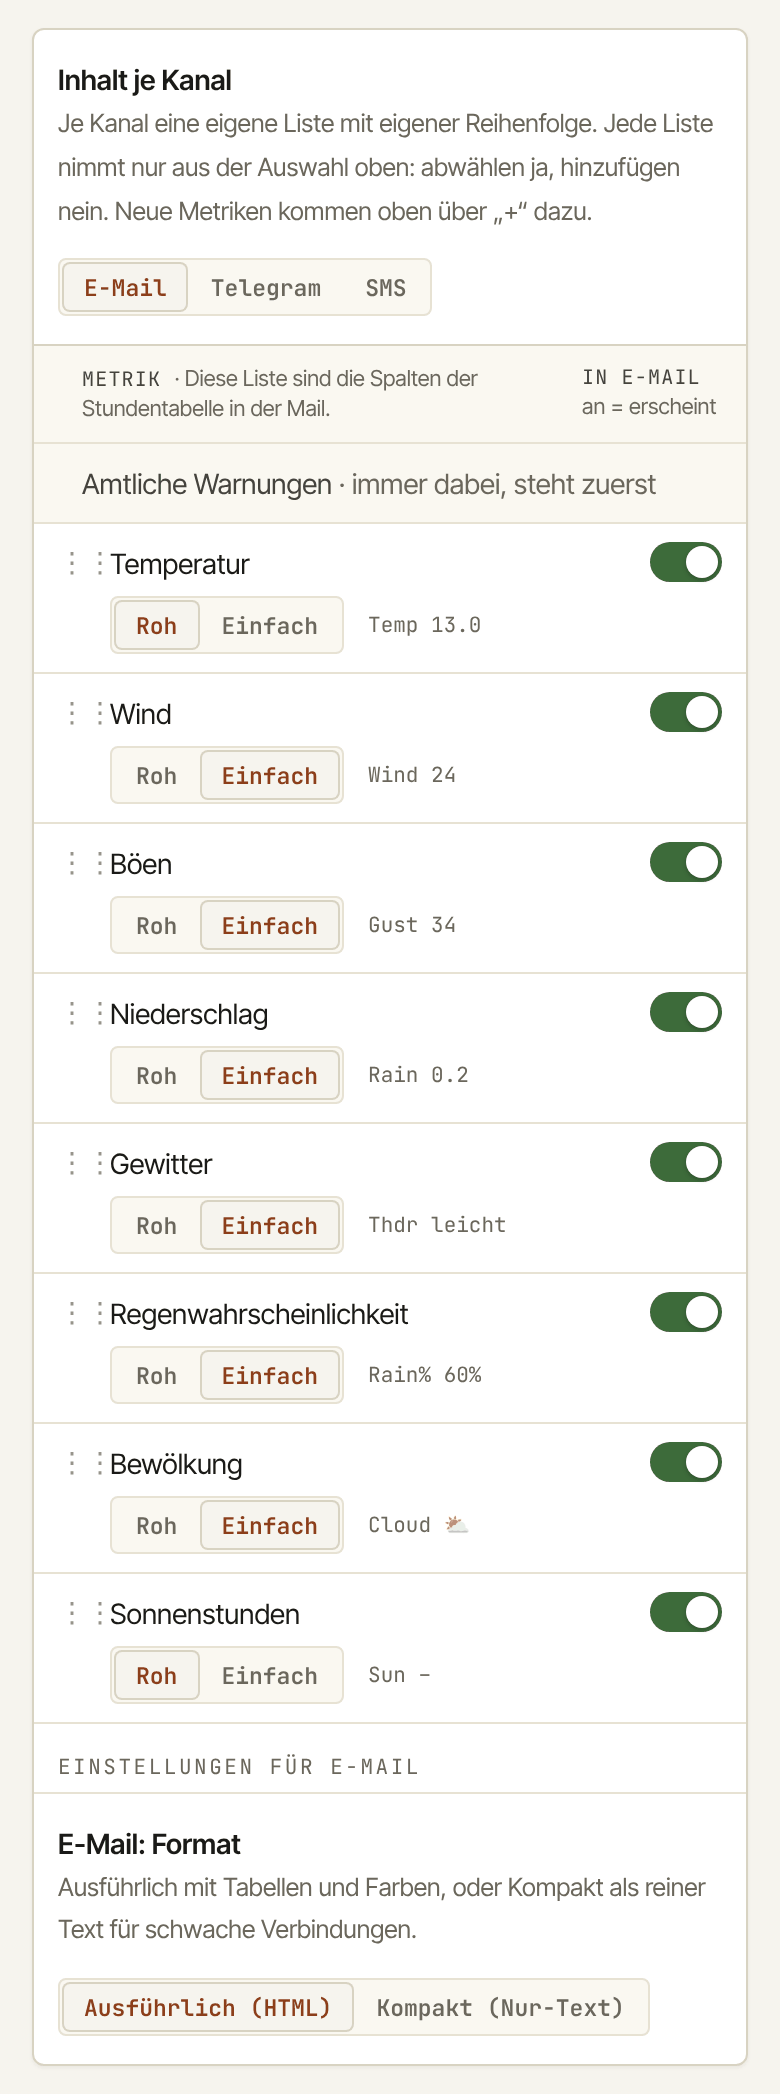 Inhalt je Kanal
Je Kanal eine eigene Liste mit eigener Reihenfolge. Jede Liste
nimmt nur aus der Auswahl oben: abwählen ja, hinzufügen
nein. Neue Metriken kommen oben über „+“ dazu.
E-Mail Telegram SMS
METRIK · Diese Liste sind die Spalten der
Stundentabelle in der Mail.
IN E-MAIL
an = erscheint
Amtliche Warnungen · immer dabei, steht zuerst
Temperatur
Roh Einfach Temp 13.0
Wind
Roh Einfach Wind 24
Böen
Roh Einfach Gust 34
Niederschlag
Roh Einfach Rain 0.2
Gewitter
Roh Einfach Thdr leicht
Regenwahrscheinlichkeit
Roh Einfach Rain% 60%
Bewölkung
Roh Einfach Cloud ⛅
Sonnenstunden
Roh Einfach Sun –
EINSTELLUNGEN FÜR E-MAIL
E-Mail: Format
Ausführlich mit Tabellen und Farben, oder Kompakt als reiner
Text für schwache Verbindungen.
Ausführlich (HTML) Kompakt (Nur-Text)